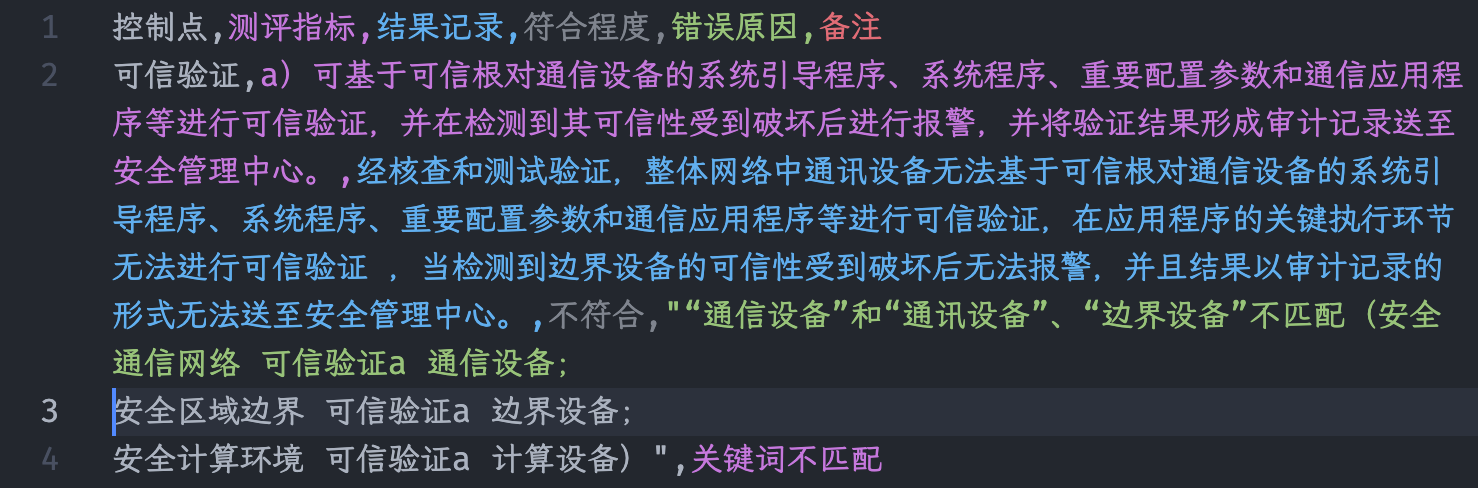 1 控制点,测评指标,结果记录,符合程度,错误原因,备注
2 可信验证,a）可基于可信根对通信设备的系统引导程序、系统程序、重要配置参数和通信应用程
序等进行可信验证，并在检测到其可信性受到破坏后进行报警，并将验证结果形成审计记录送至
安全管理中心。,经核查和测试验证，整体网络中通讯设备无法基于可信根对通信设备的系统引
导程序、系统程序、重要配置参数和通信应用程序等进行可信验证，在应用程序的关键执行环节
无法进行可信验证 ，当检测到边界设备的可信性受到破坏后无法报警，并且结果以审计记录的
形式无法送至安全管理中心。,不符合,"“通信设备”和“通讯设备”、“边界设备”不匹配（安全
通信网络 可信验证a 通信设备；
3 安全区域边界 可信验证a 边界设备；
4 安全计算环境 可信验证a 计算设备）",关键词不匹配